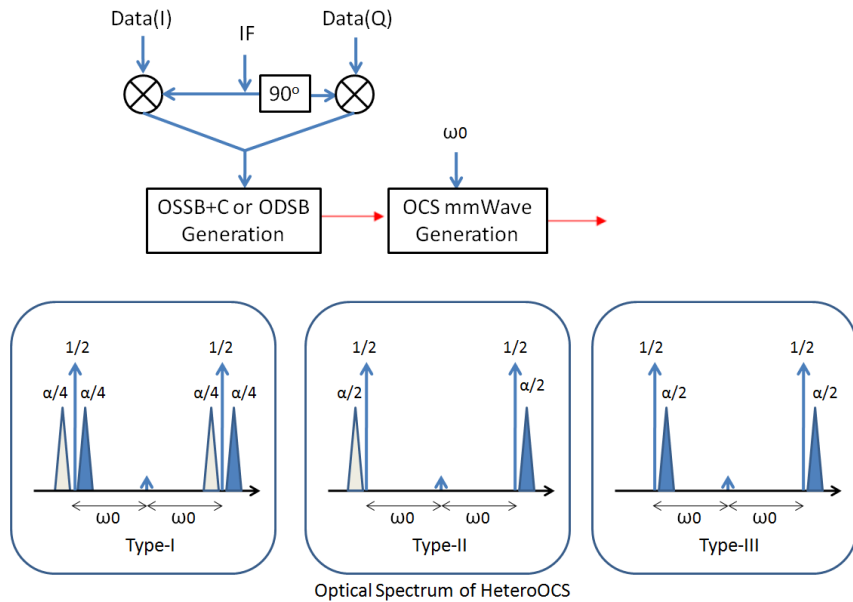 Data(I)
IF
Data(Q)
90°
ω0
OSSB+C or ODSB
Generation
OCS mmWave
Generation
1/2
1/2
α/4
α/4
α/4
α/4
ω0
ω0
Type-I
1/2
1/2
α/2
α/2
ω0
ω0
Type-II
1/2
1/2
α/2
α/2
ω0
ω0
Type-III
Optical Spectrum of HeteroOCS